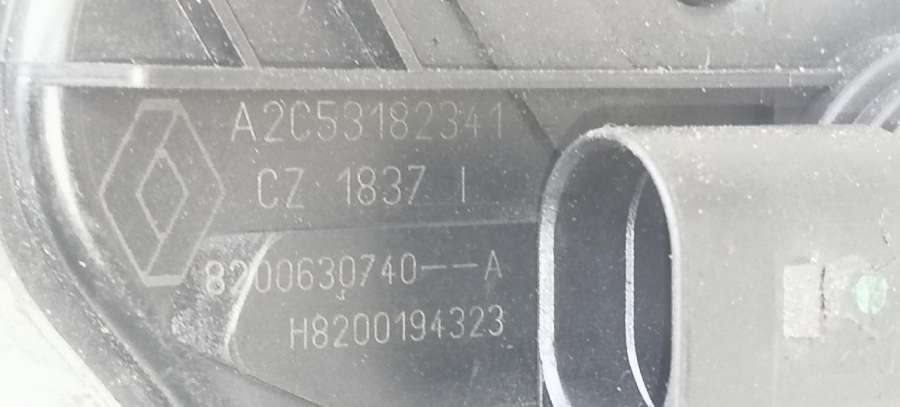 A2C53182341
CZ 1837 I
8200630740--A
H8200194323